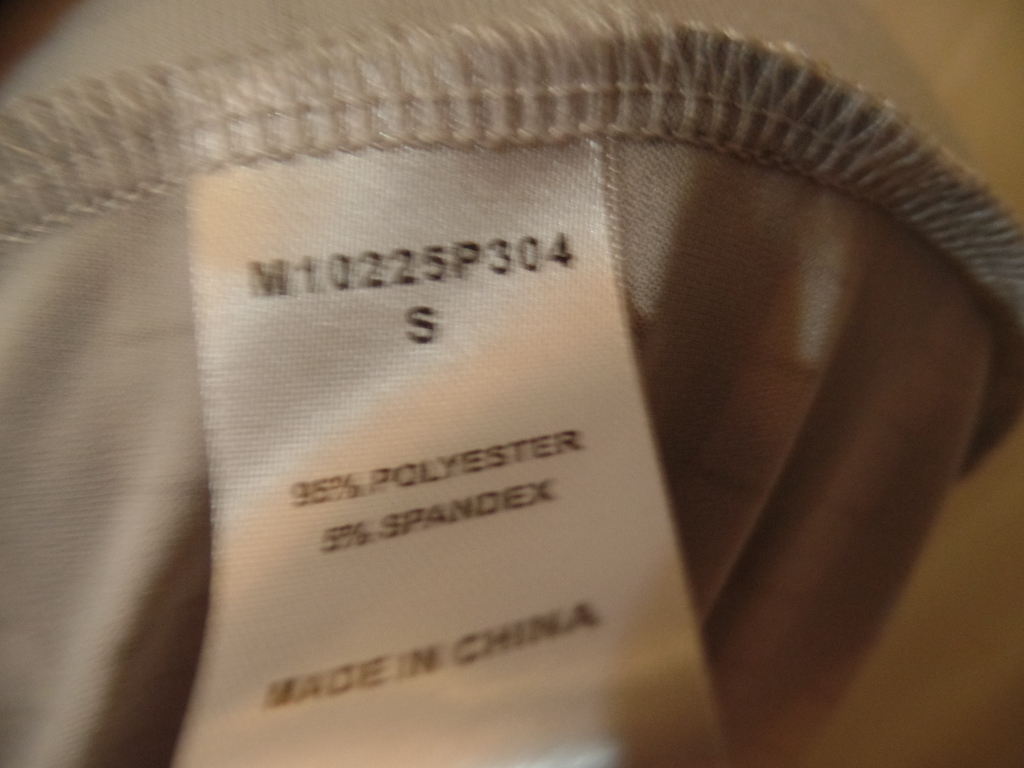 M10225P304
S
95% POLYESTER
5% SPANDEX
MADE IN CHINA